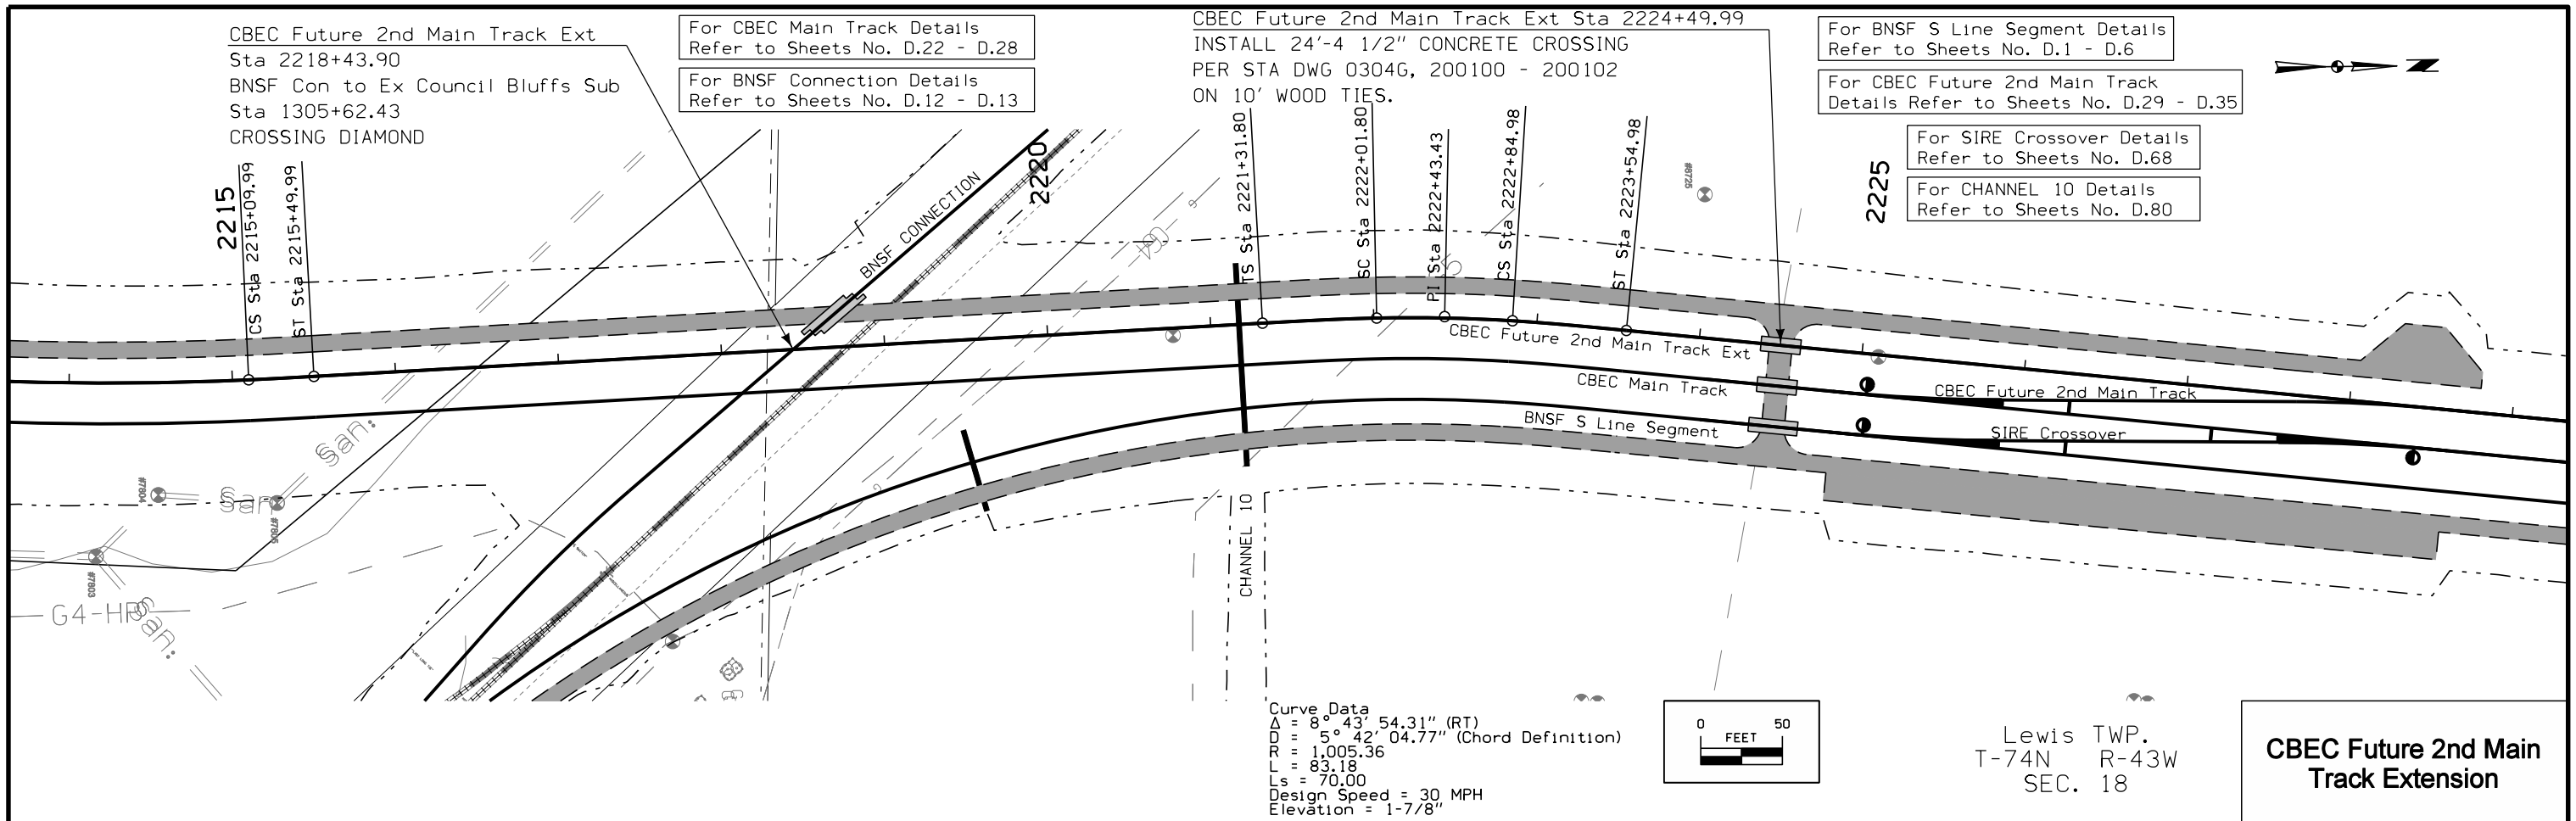 CBEC Future 2nd Main Track Ext
Sta 2218+43.90
BNSF Con to Ex Council Bluffs Sub
Sta 1305+62.43
CROSSING DIAMOND
For CBEC Main Track Details
Refer to Sheets No. D.22 - D.28
For BNSF Connection Details
Refer to Sheets No. D.12 - D.13
CBEC Future 2nd Main Track Ext Sta 2224+49.99
INSTALL 24'-4 1/2" CONCRETE CROSSING
PER STA DWG 0304G, 200100 - 200102
ON 10' WOOD TIES.
For BNSF S Line Segment Details
Refer to Sheets No. D.1 - D.6
For CBEC Future 2nd Main Track
Details Refer to Sheets No. D.29 - D.35
For SIRE Crossover Details
Refer to Sheets No. D.68
For CHANNEL 10 Details
Refer to Sheets No. D.80
2215
CS Sta 2215+09.99
ST Sta 2215+49.99
BNSF CONNECTION
2220
TS Sta 2221+31.80
SC Sta 2222+01.80
PI Sta 2222+43.43
CS Sta 2222+84.98
ST Sta 2223+54.98
#8725
2225
CBEC Future 2nd Main Track Ext
CBEC Main Track
BNSF S Line Segment
CBEC Future 2nd Main Track
SIRE Crossover
San.
San
#7804
#7805
#7803
G4-HP
San.
CHANNEL 10
Curve Data
Δ = 8° 43' 54.31" (RT)
D = 5° 42' 04.77" (Chord Definition)
R = 1,005.36
L = 83.18
Ls = 70.00
Design Speed = 30 MPH
Elevation = 1-7/8"
0 50
FEET
Lewis TWP.
T-74N R-43W
SEC. 18
CBEC Future 2nd Main
Track Extension